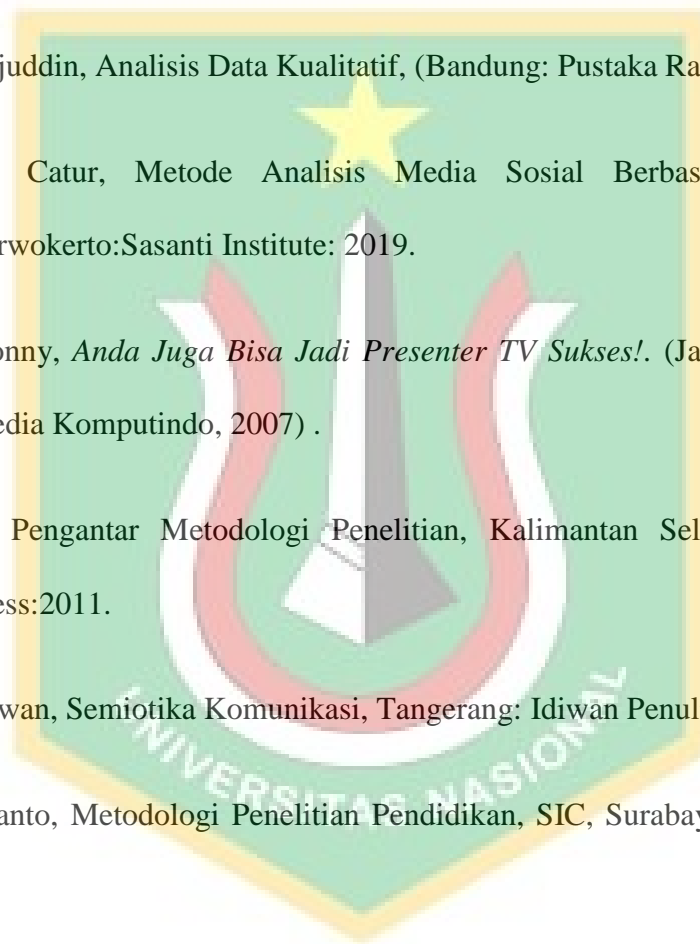 juddin, Analisis Data Kualitatif, (Bandung: Pustaka Ra
Catur, Metode Analisis Media Sosial Berbas
rwokerto:Sasanti Institute: 2019.
onny, Anda Juga Bisa Jadi Presenter TV Sukses!. (Ja
edia Komputindo, 2007) .
Pengantar Metodologi Penelitian, Kalimantan Sel
ess:2011.
wan, Semiotika Komunikasi, Tangerang: Idiwan Penul
anto, Metodologi Penelitian Pendidikan, SIC, Surabay
UNIVERSITAS NASIONAL